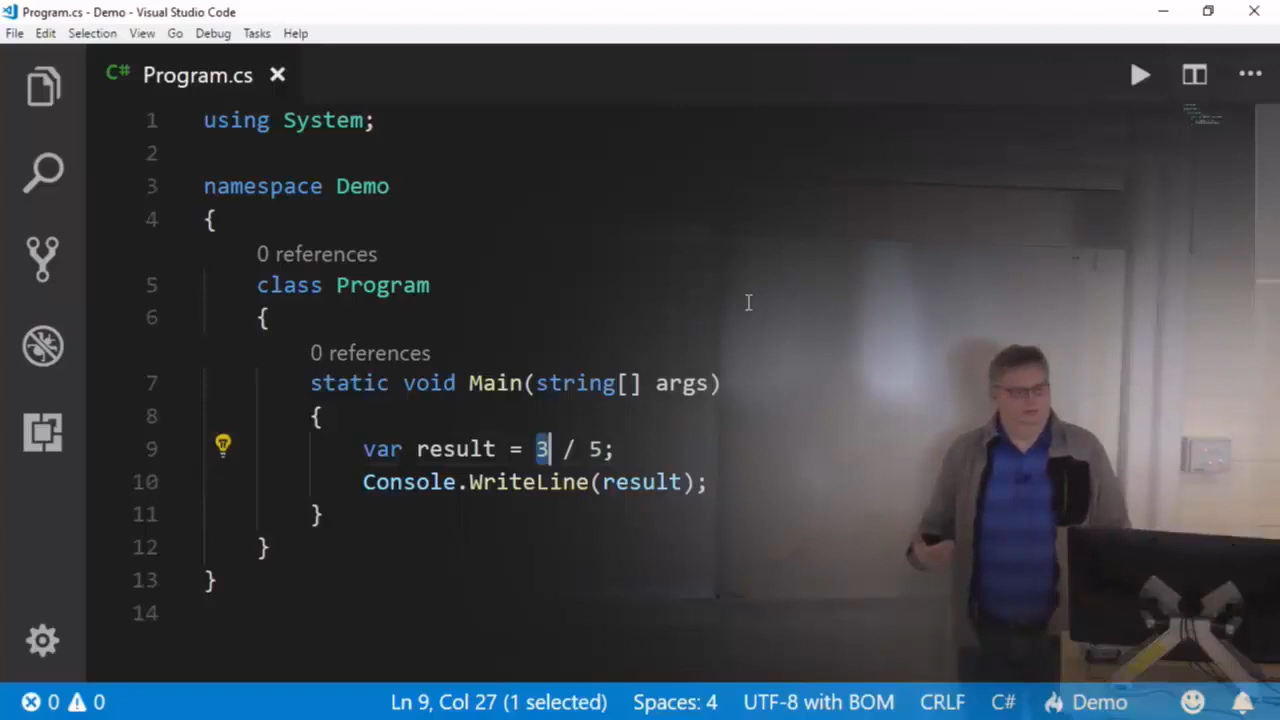 Program.cs - Demo - Visual Studio Code
File Edit Selection View Go Debug Tasks Help
C# Program.cs
1 using System;
2
3 namespace Demo
4 {
0 references
5 class Program
6 {
0 references
7 static void Main(string[] args)
8 {
9 var result = 3 / 5;
10 Console.WriteLine(result);
11 }
12 }
13 }
14
0 0 Ln 9, Col 27 (1 selected) Spaces: 4 UTF-8 with BOM CRLF C# Demo